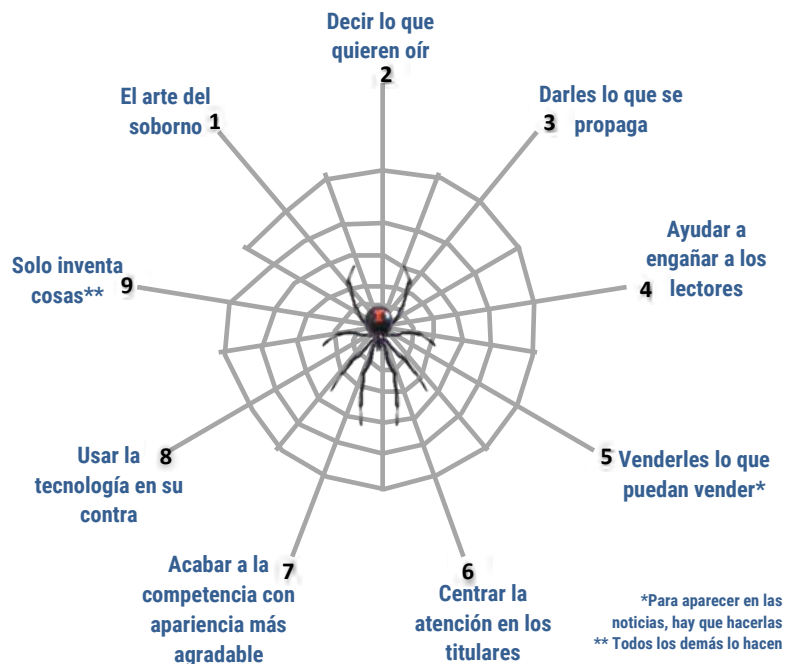 El arte del
soborno 1
Decir lo que
quieren oír
2
Darles lo que se
3 propaga
Ayudar a
engañar a los
4 lectores
5 Venderles lo que
puedan vender*
6
Centrar la
atención en los
titulares
Acabar a la 7
competencia con
apariencia más
agradable
Usar la 8
tecnología en su
contra
Solo inventa 9
cosas**
*Para aparecer en las
noticias, hay que hacerlas
** Todos los demás lo hacen